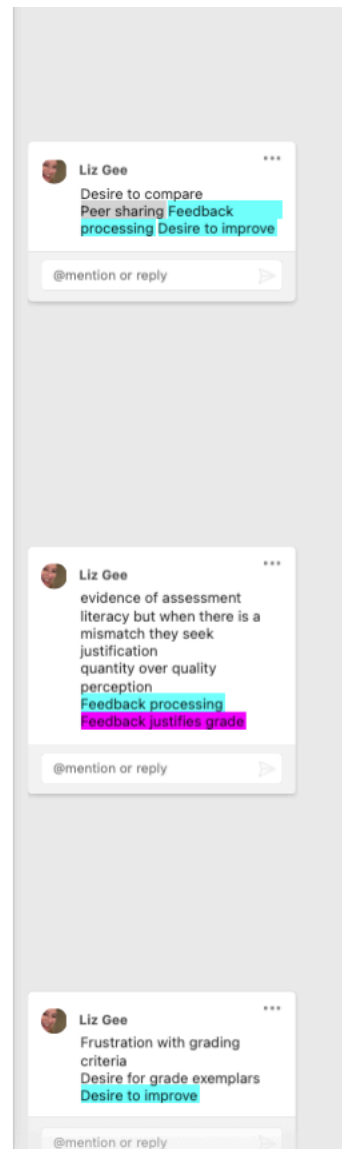 Liz Gee
Desire to compare
Peer sharing Feedback
processing Desire to improve
@mention or reply
Liz Gee
evidence of assessment
literacy but when there is a
mismatch they seek
justification
quantity over quality
perception
Feedback processing
Feedback justifies grade
@mention or reply
Liz Gee
Frustration with grading
criteria
Desire for grade exemplars
Desire to improve
@mention or reply